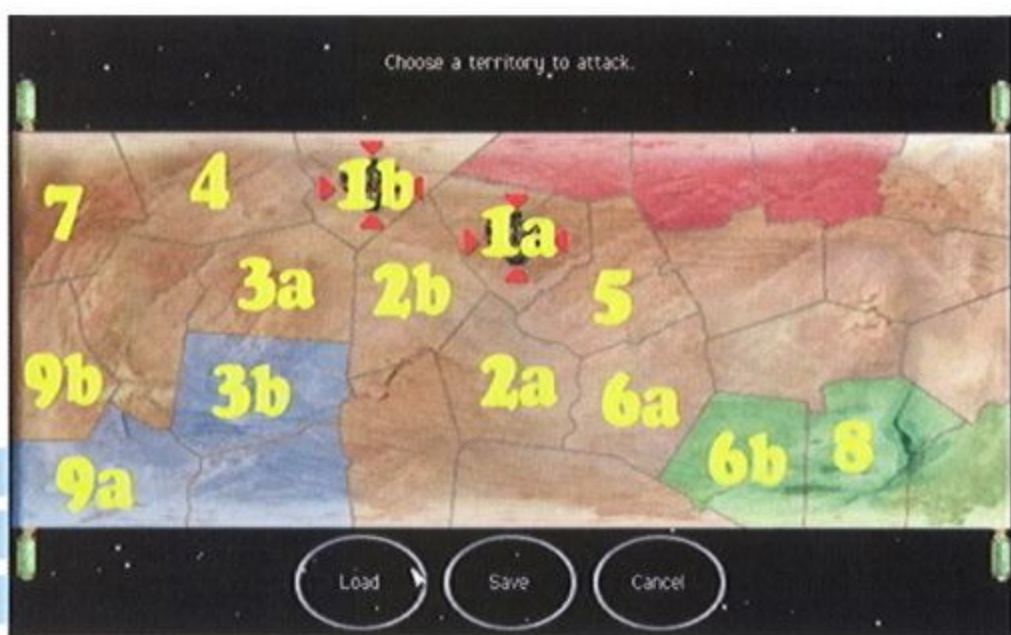 Choose a territory to attack.
4
1b
7
1a
3a
2b
5
9b
3b
2a
6a
6b
8
9a
Load
Save
Cancel